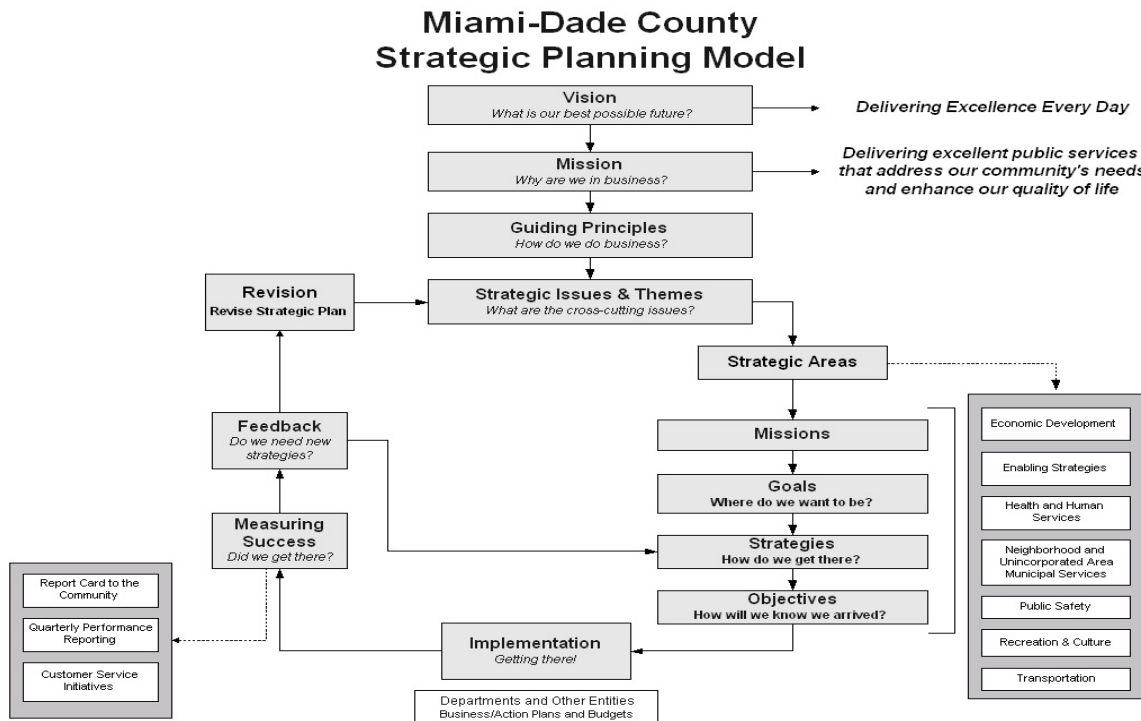 Miami-Dade County
Strategic Planning Model
Vision
What is our best possible future?
Delivering Excellence Every Day
Mission
Why are we in business?
Delivering excellent public services
that address our community's needs
and enhance our quality of life
Guiding Principles
How do we do business?
Revision
Revise Strategic Plan
Strategic Issues & Themes
What are the cross-cutting issues?
Strategic Areas
Feedback
Do we need new
strategies?
Missions
Goals
Where do we want to be?
Measuring
Success
Did we get there?
Strategies
How do we get there?
Objectives
How will we know we arrived?
Implementation
Getting there!
Departments and Other Entities
Business/Action Plans and Budgets
Report Card to the
Community
Quarterly Performance
Reporting
Customer Service
Initiatives
Economic Development
Enabling Strategies
Health and Human
Services
Neighborhood and
Unincorporated Area
Municipal Services
Public Safety
Recreation & Culture
Transportation